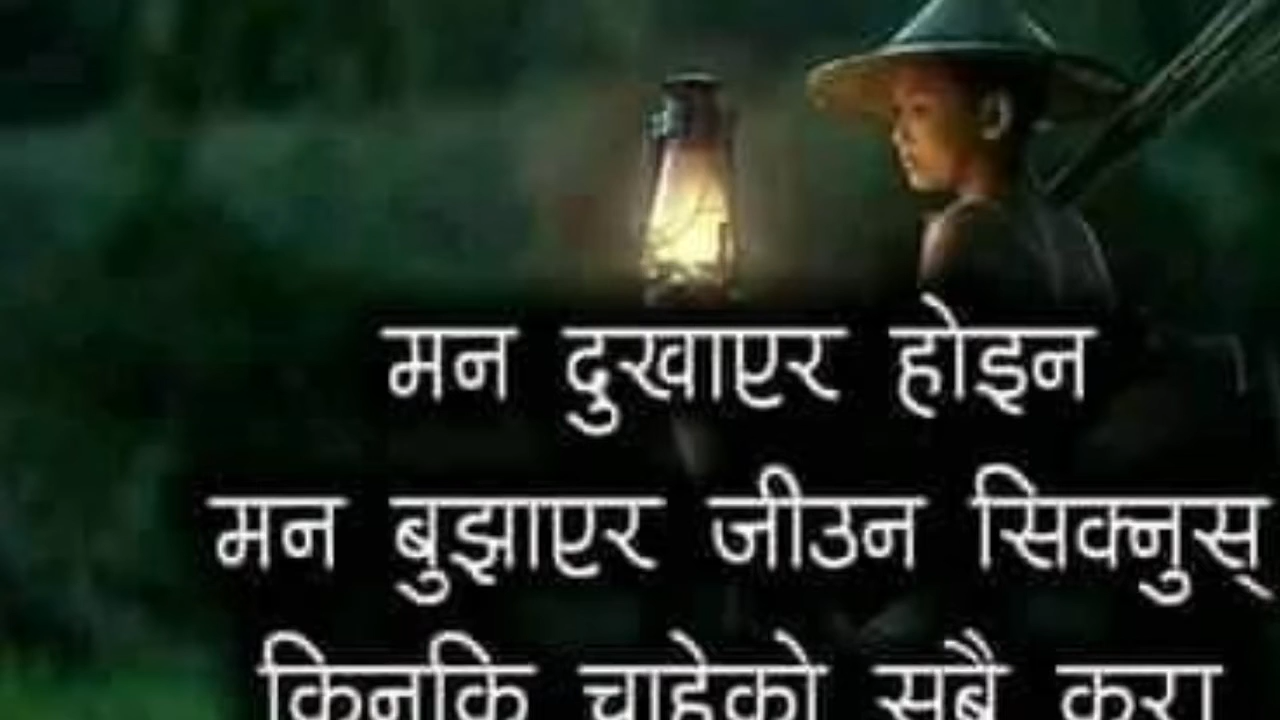 मन दुखाएर होइन
मन बुझाएर जीउन सिक्नुस्
किनकि चाहेको सबै कुरा